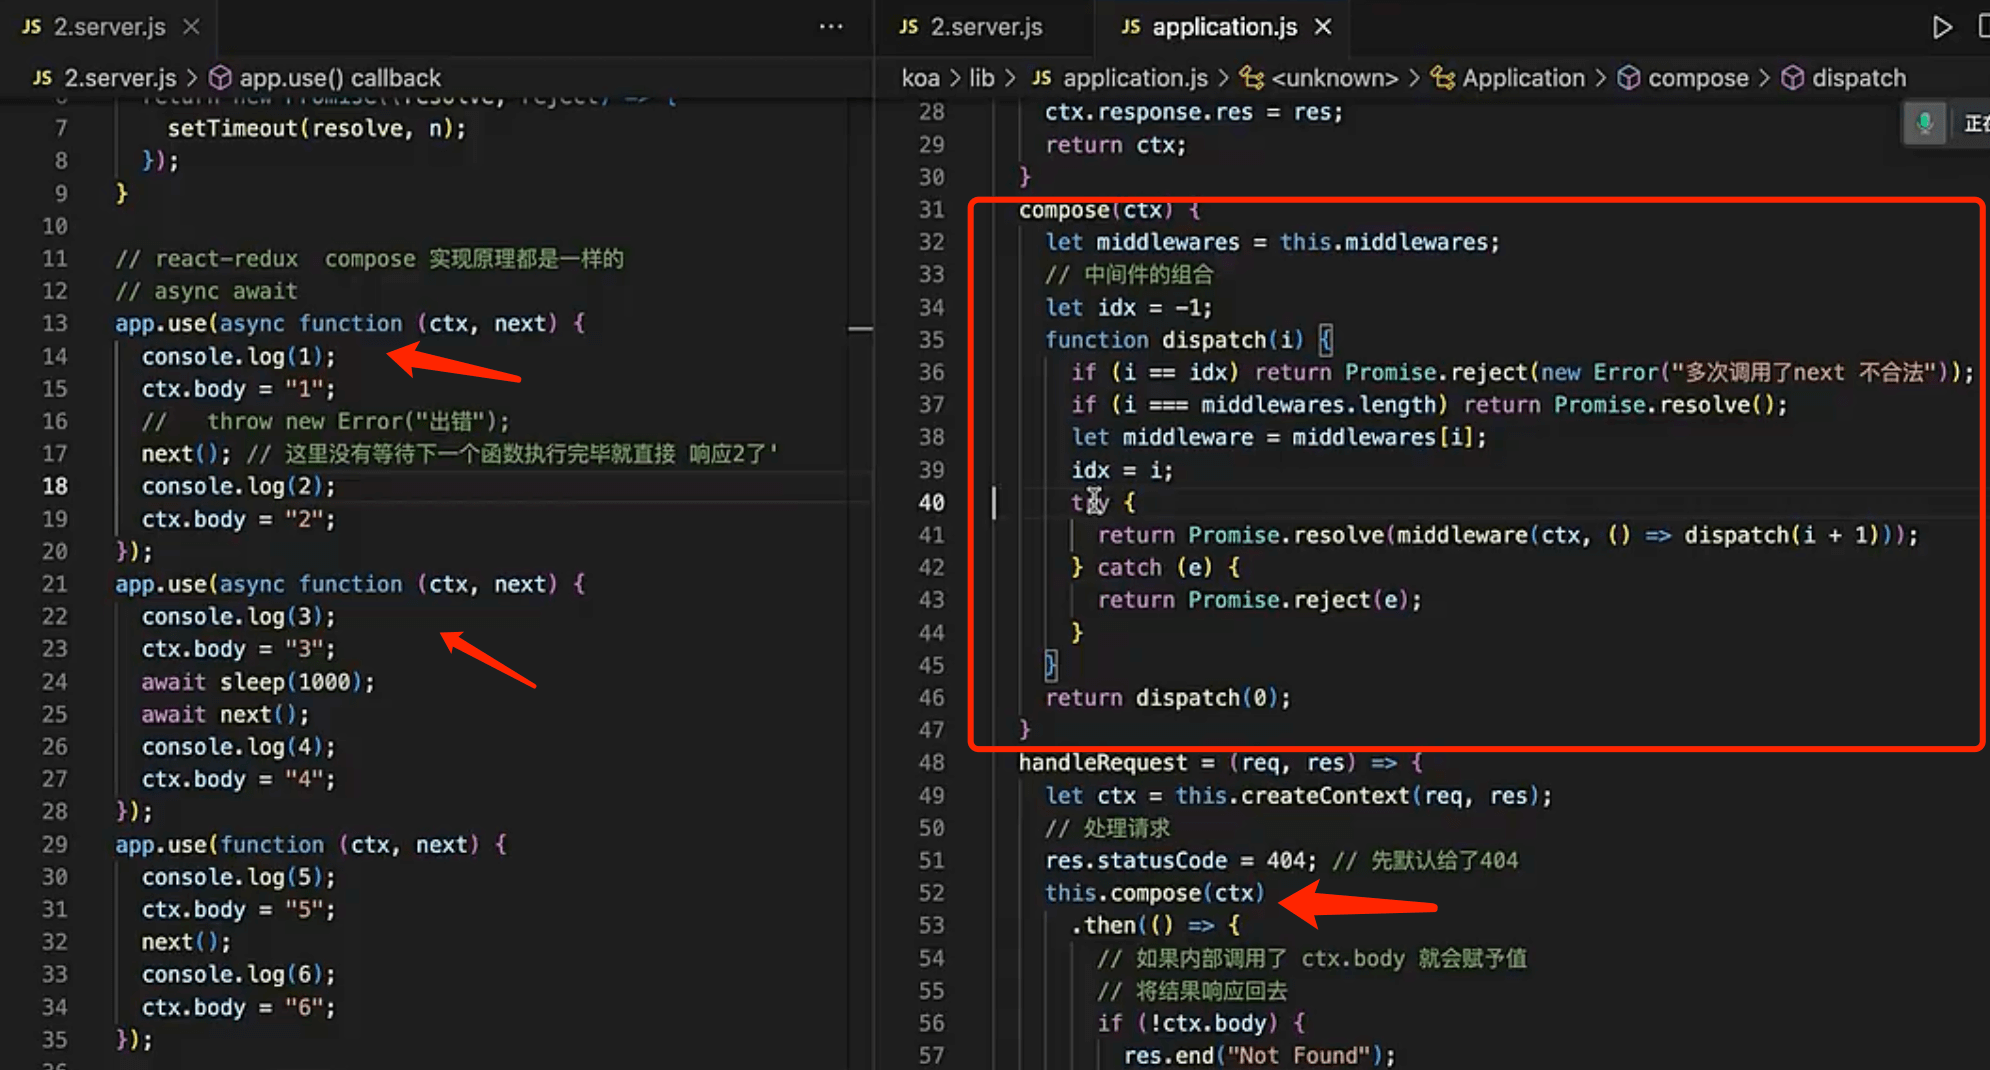 JS 2.server.js ×
JS 2.server.js > app.use() callback
6 return new Promise((resolve, reject) => {
7 setTimeout(resolve, n);
8 });
9 }
10
11 // react-redux  compose 实现原理都是一样的
12 // async await
13 app.use(async function (ctx, next) {
14 console.log(1);
15 ctx.body = "1";
16 //   throw new Error("出错");
17 next(); // 这里没有等待下一个函数执行完毕就直接 响应2了'
18 console.log(2);
19 ctx.body = "2";
20 });
21 app.use(async function (ctx, next) {
22 console.log(3);
23 ctx.body = "3";
24 await sleep(1000);
25 await next();
26 console.log(4);
27 ctx.body = "4";
28 });
29 app.use(function (ctx, next) {
30 console.log(5);
31 ctx.body = "5";
32 next();
33 console.log(6);
34 ctx.body = "6";
35 });
JS 2.server.js JS application.js ×
koa > lib > JS application.js > <unknown> > Application > compose > dispatch
正在
28 ctx.response.res = res;
29 return ctx;
30 }
31 compose(ctx) {
32 let middlewares = this.middlewares;
33 // 中间件的组合
34 let idx = -1;
35 function dispatch(i) {
36 if (i == idx) return Promise.reject(new Error("多次调用了next 不合法"));
37 if (i === middlewares.length) return Promise.resolve();
38 let middleware = middlewares[i];
39 idx = i;
40 try {
41 return Promise.resolve(middleware(ctx, () => dispatch(i + 1)));
42 } catch (e) {
43 return Promise.reject(e);
44 }
45 }
46 return dispatch(0);
47 }
48 handleRequest = (req, res) => {
49 let ctx = this.createContext(req, res);
50 // 处理请求
51 res.statusCode = 404; // 先默认给了404
52 this.compose(ctx)
53 .then(() => {
54 // 如果内部调用了 ctx.body 就会赋予值
55 // 将结果响应回去
56 if (!ctx.body) {
57 res.end("Not Found");